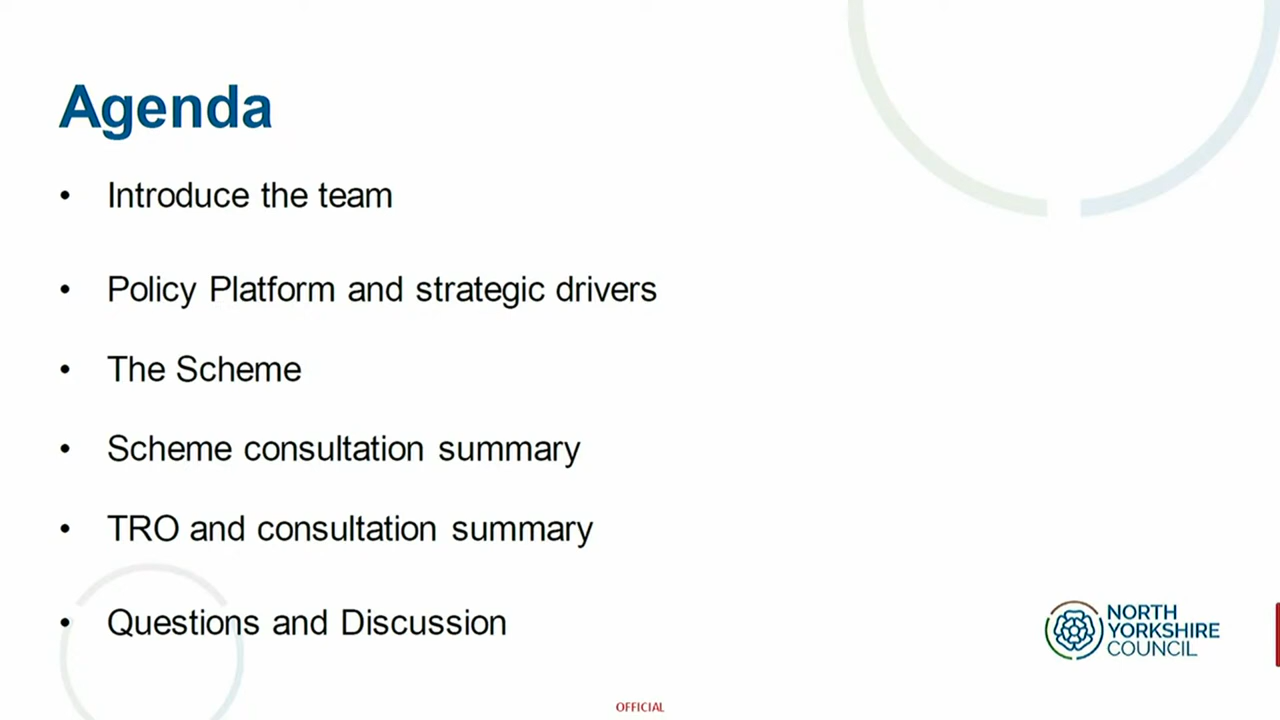 Agenda
• Introduce the team
• Policy Platform and strategic drivers
• The Scheme
• Scheme consultation summary
• TRO and consultation summary
• Questions and Discussion
NORTH
YORKSHIRE
COUNCIL
OFFICIAL